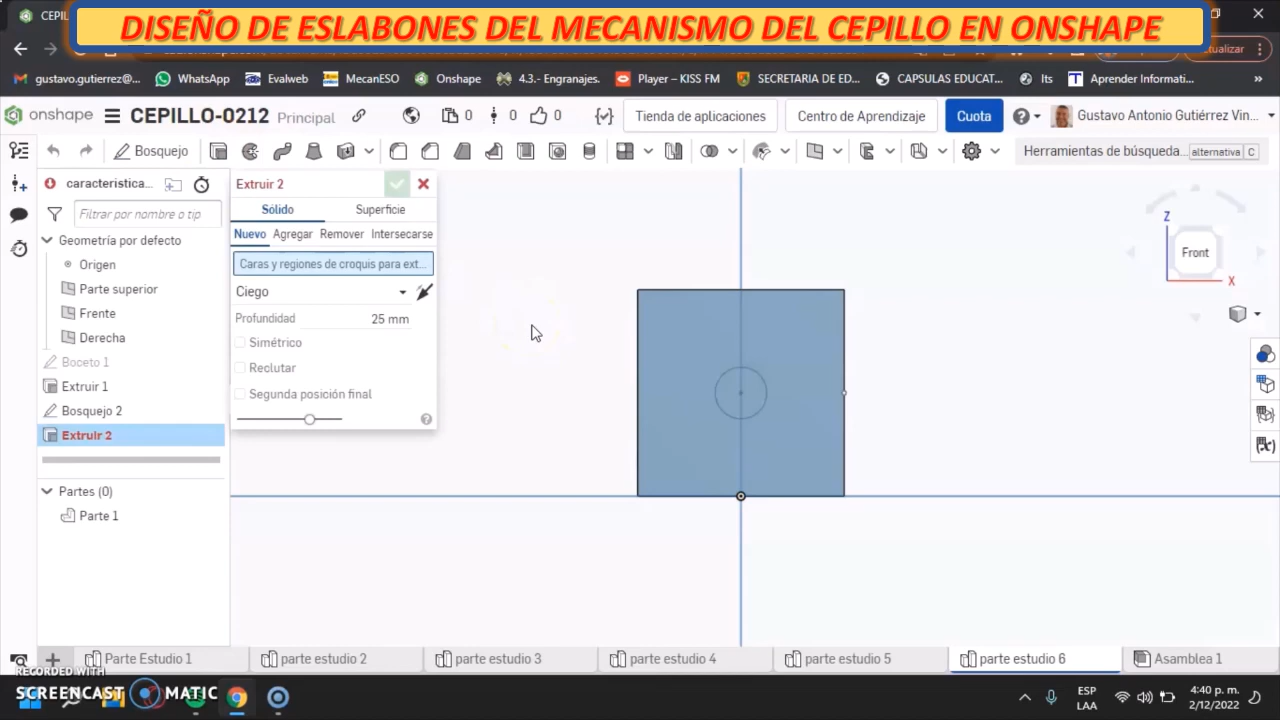 CEPIL
DISEÑO DE ESLABONES DEL MECANISMO DEL CEPILLO EN ONSHAPE
tualizar
gustavo.gutierrez@...
WhatsApp
Evalweb
MecanESO
Onshape
4.3.- Engranajes.
Player – KISS FM
SECRETARIA DE ED...
CAPSULAS EDUCAT...
Its
Aprender Informati...
»
onshape
CEPILLO-0212
Principal
0
0
0
Tienda de aplicaciones
Centro de Aprendizaje
Cuota
Gustavo Antonio Gutiérrez Vin...
Bosquejo
Herramientas de búsqueda...
alternativa C
caracteristica...
Filtrar por nombre o tip
Geometría por defecto
Origen
Parte superior
Frente
Derecha
Boceto 1
Extruir 1
Bosquejo 2
Extruir 2
Partes (0)
Parte 1
Extruir 2
Sólido
Superficie
Nuevo
Agregar
Remover
Intersecarse
Caras y regiones de croquis para ext...
Ciego
Profundidad
25 mm
Simétrico
Reclutar
Segunda posición final
Z
Front
X
Parte Estudio 1
parte estudio 2
parte estudio 3
parte estudio 4
parte estudio 5
parte estudio 6
Asamblea 1
RECORDED WITH
SCREENCAST MATIC
ESP
LAA
4:40 p. m.
2/12/2022